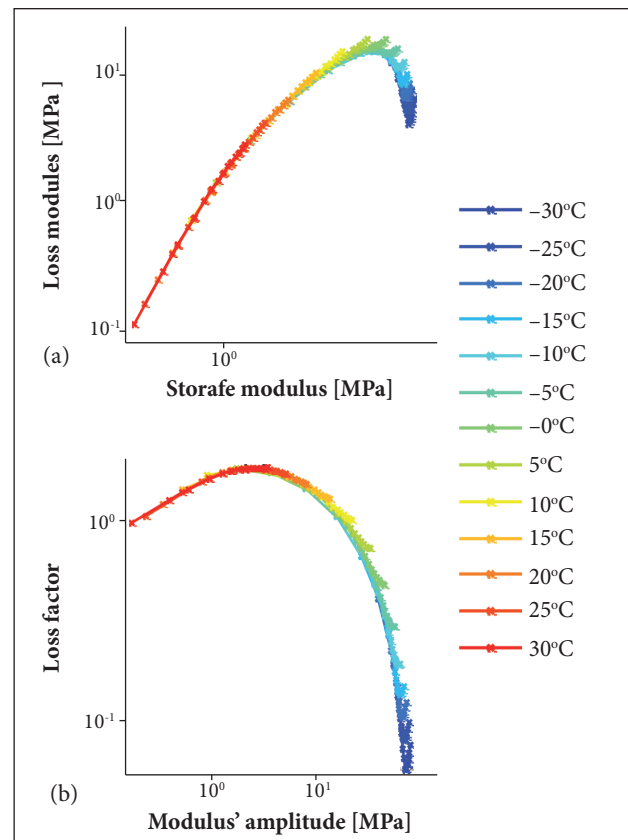 Loss modules [MPa]
10¹
10⁰
10⁻¹
10⁰
(a)
Storafe modulus [MPa]
Loss factor
10⁰
10⁻¹
10⁰ 10¹
(b)
Modulus’ amplitude [MPa]
–30°C
–25°C
–20°C
–15°C
–10°C
–5°C
–0°C
5°C
10°C
15°C
20°C
25°C
30°C